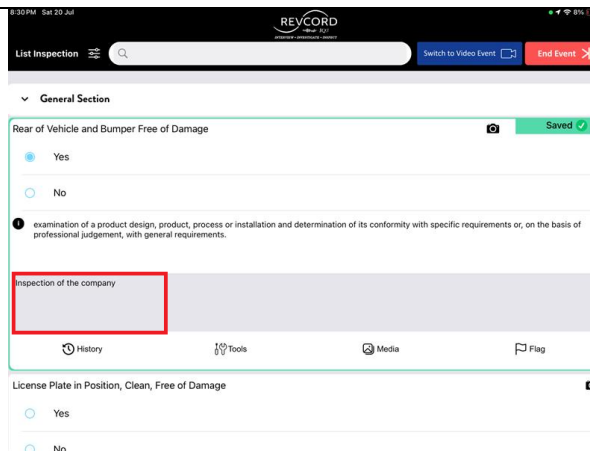 8:30 PM Sat 20 Jul
8%
REVCORD
INTERVIEW • INVESTIGATE • INSPECT
List Inspection
Switch to Video Event
End Event
General Section
Rear of Vehicle and Bumper Free of Damage
Saved
Yes
No
examination of a product design, product, process or installation and determination of its conformity with specific requirements or, on the basis of
professional judgement, with general requirements.
Inspection of the company
History
Tools
Media
Flag
License Plate in Position, Clean, Free of Damage
Yes
No